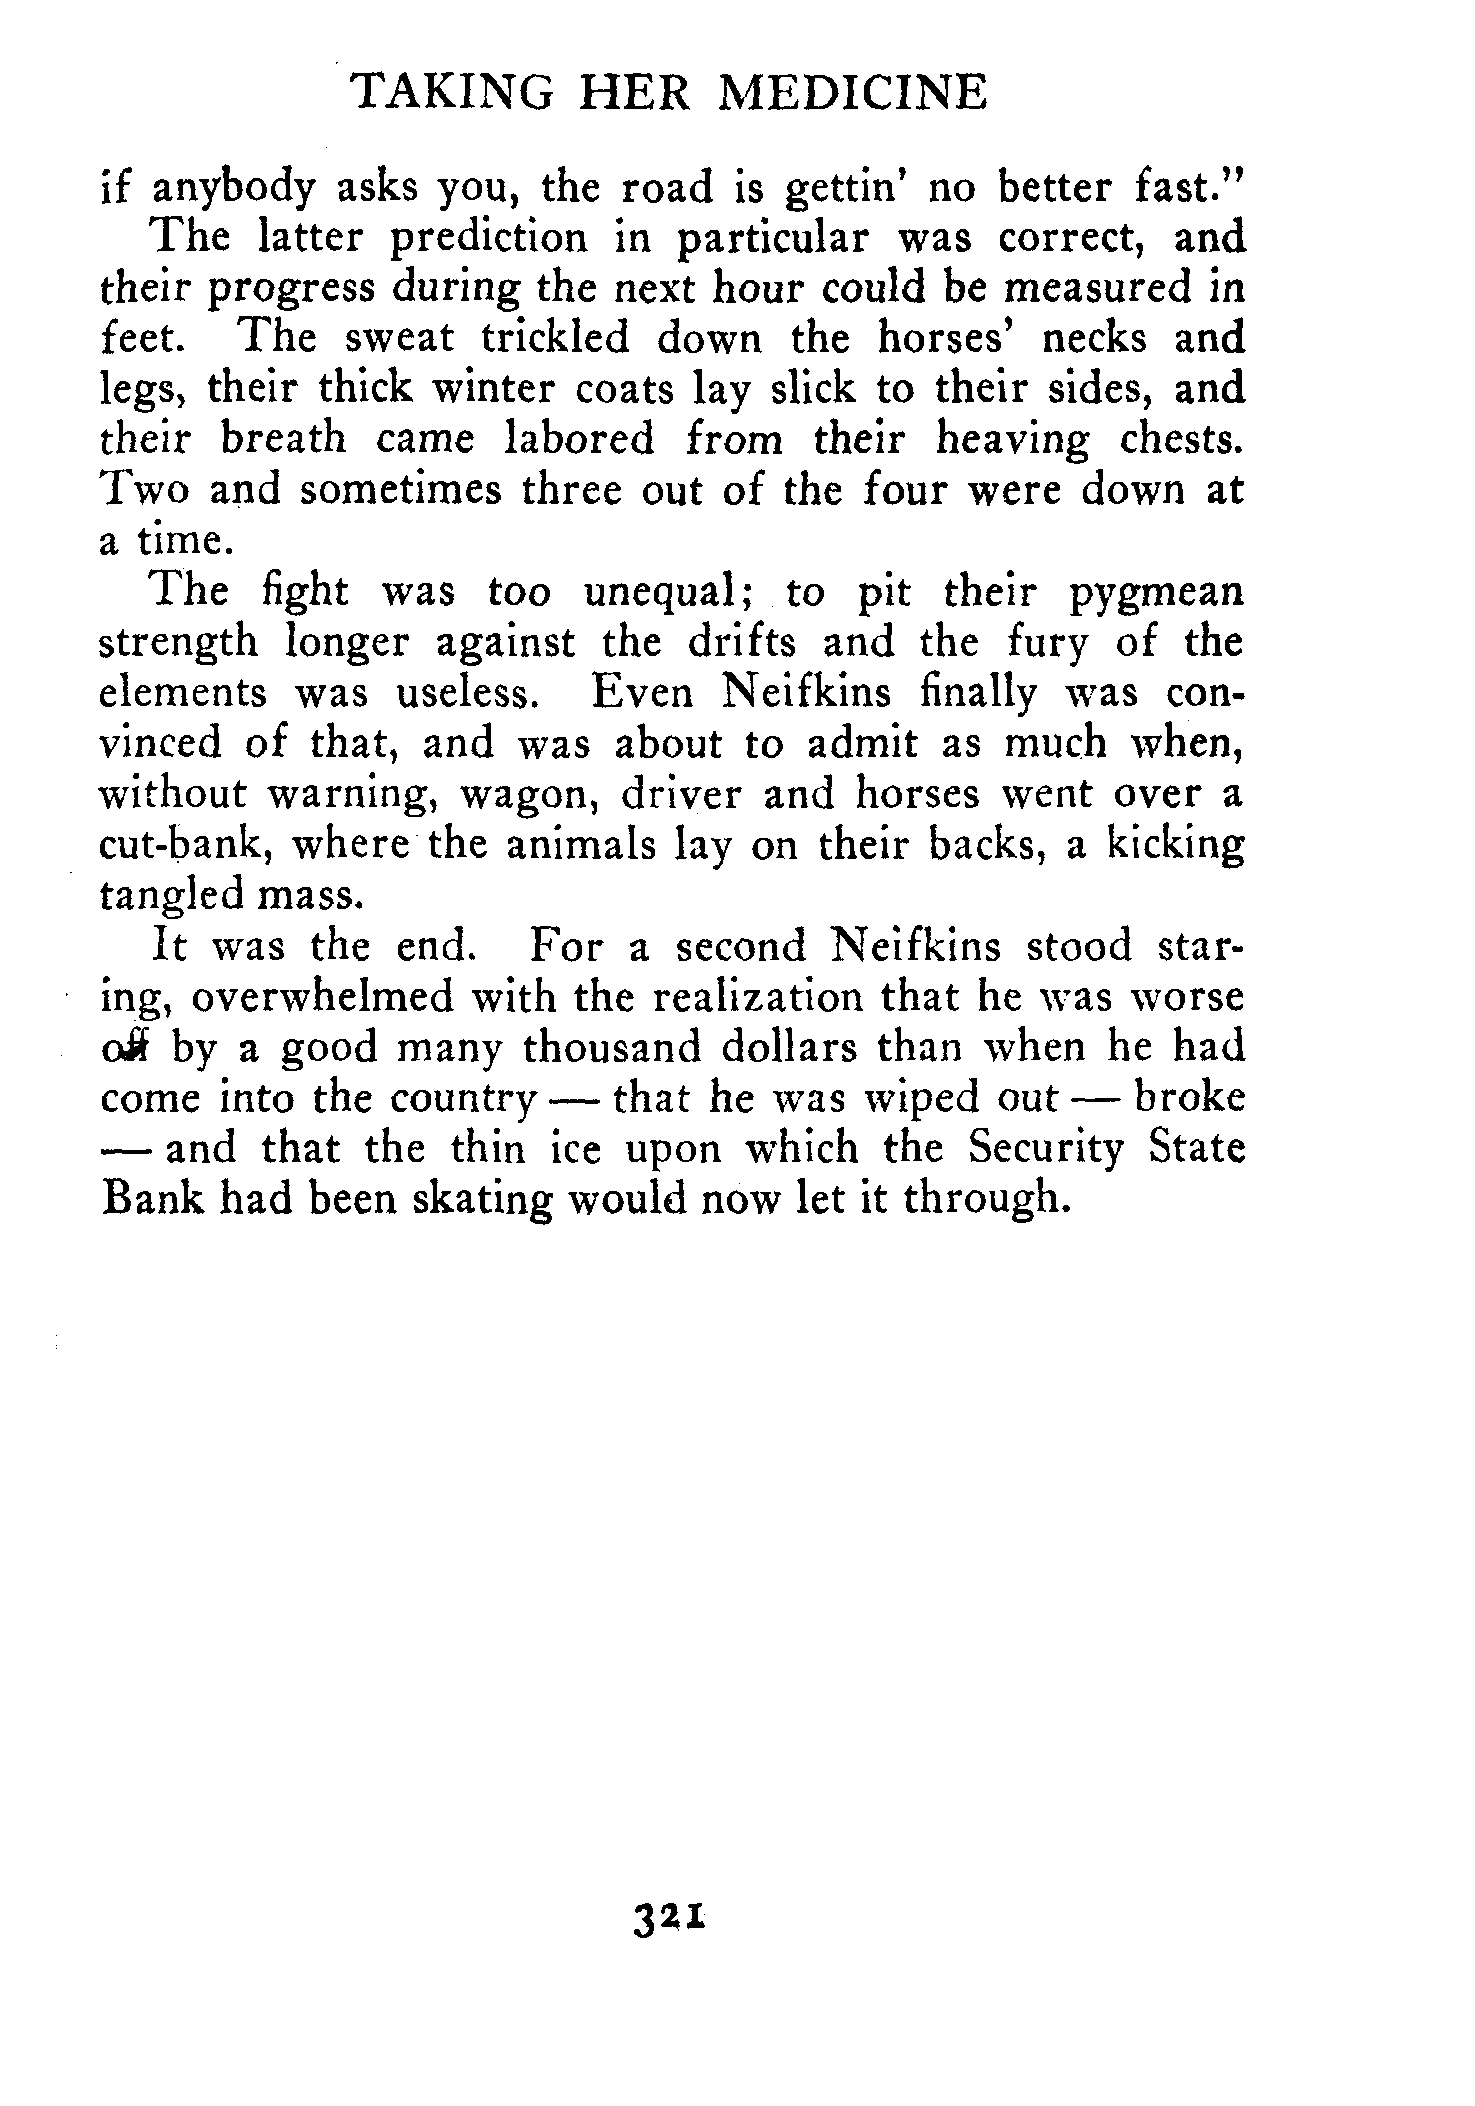 TAKING HER MEDICINE
if anybody asks you, the road is gettin' no better fast."
The latter prediction in particular was correct, and
their progress during the next hour could be measured in
feet. The sweat trickled down the horses' necks and
legs, their thick winter coats lay slick to their sides, and
their breath came labored from their heaving chests.
Two and sometimes three out of the four were down at
a time.
The fight was too unequal; to pit their pygmean
strength longer against the drifts and the fury of the
elements was useless. Even Neifkins finally was con-
vinced of that, and was about to admit as much when,
without warning, wagon, driver and horses went over a
cut-bank, where the animals lay on their backs, a kicking
tangled mass.
It was the end. For a second Neifkins stood star-
ing, overwhelmed with the realization that he was worse
off by a good many thousand dollars than when he had
come into the country — that he was wiped out — broke
— and that the thin ice upon which the Security State
Bank had been skating would now let it through.
321